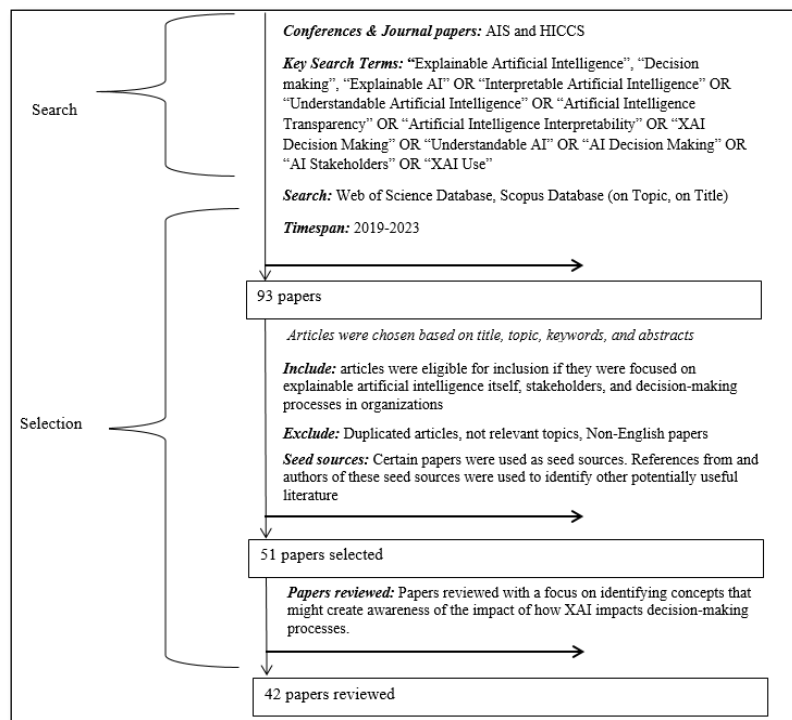 Conferences & Journal papers: AIS and HICCS
Key Search Terms: “Explainable Artificial Intelligence”, “Decision
making”, “Explainable AI” OR “Interpretable Artificial Intelligence” OR
“Understandable Artificial Intelligence” OR “Artificial Intelligence
Transparency” OR “Artificial Intelligence Interpretability” OR “XAI
Decision Making” OR “Understandable AI” OR “AI Decision Making” OR
“AI Stakeholders” OR “XAI Use”
Search
Search: Web of Science Database, Scopus Database (on Topic, on Title)
Timespan: 2019-2023
93 papers
Articles were chosen based on title, topic, keywords, and abstracts
Include: articles were eligible for inclusion if they were focused on
explainable artificial intelligence itself, stakeholders, and decision-making
processes in organizations
Selection
Exclude: Duplicated articles, not relevant topics, Non-English papers
Seed sources: Certain papers were used as seed sources. References from and
authors of these seed sources were used to identify other potentially useful
literature
51 papers selected
Papers reviewed: Papers reviewed with a focus on identifying concepts that
might create awareness of the impact of how XAI impacts decision-making
processes.
42 papers reviewed